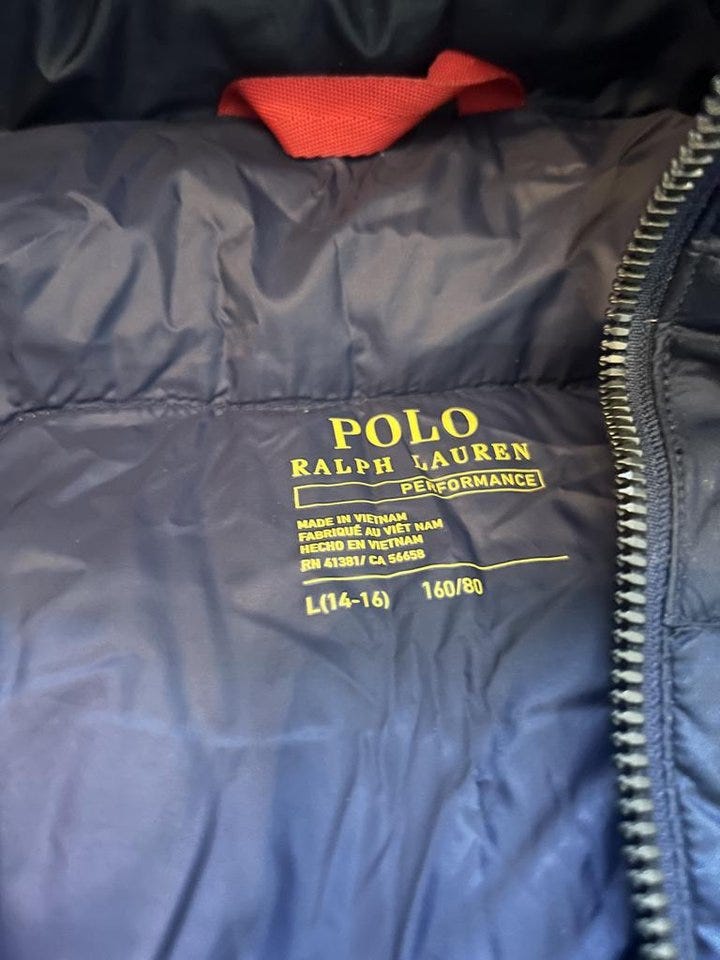 POLO
RALPH LAUREN
PERFORMANCE
MADE IN VIETNAM
FABRIQUÉ AU VIÊT NAM
HECHO EN VIETNAM
RN 41381/ CA 56658
L(14-16) 160/80